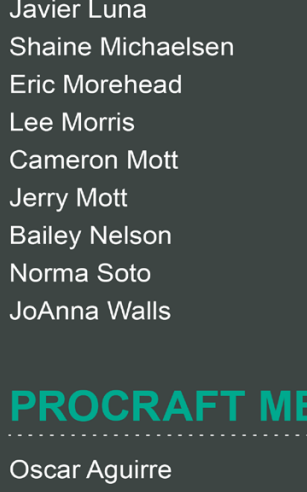 Javier Luna
Shaine Michaelsen
Eric Morehead
Lee Morris
Cameron Mott
Jerry Mott
Bailey Nelson
Norma Soto
JoAnna Walls
PROCRAFT ME
Oscar Aguirre